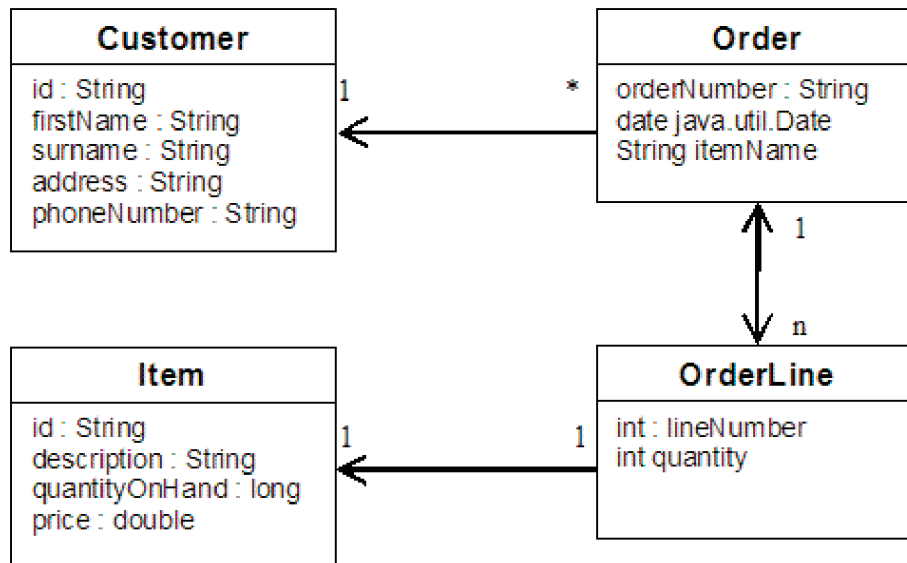 Customer
id : String
firstName : String
surname : String
address : String
phoneNumber : String
1
*
Order
orderNumber : String
date java.util.Date
String itemName
1
n
Item
id : String
description : String
quantityOnHand : long
price : double
1
1
OrderLine
int : lineNumber
int quantity